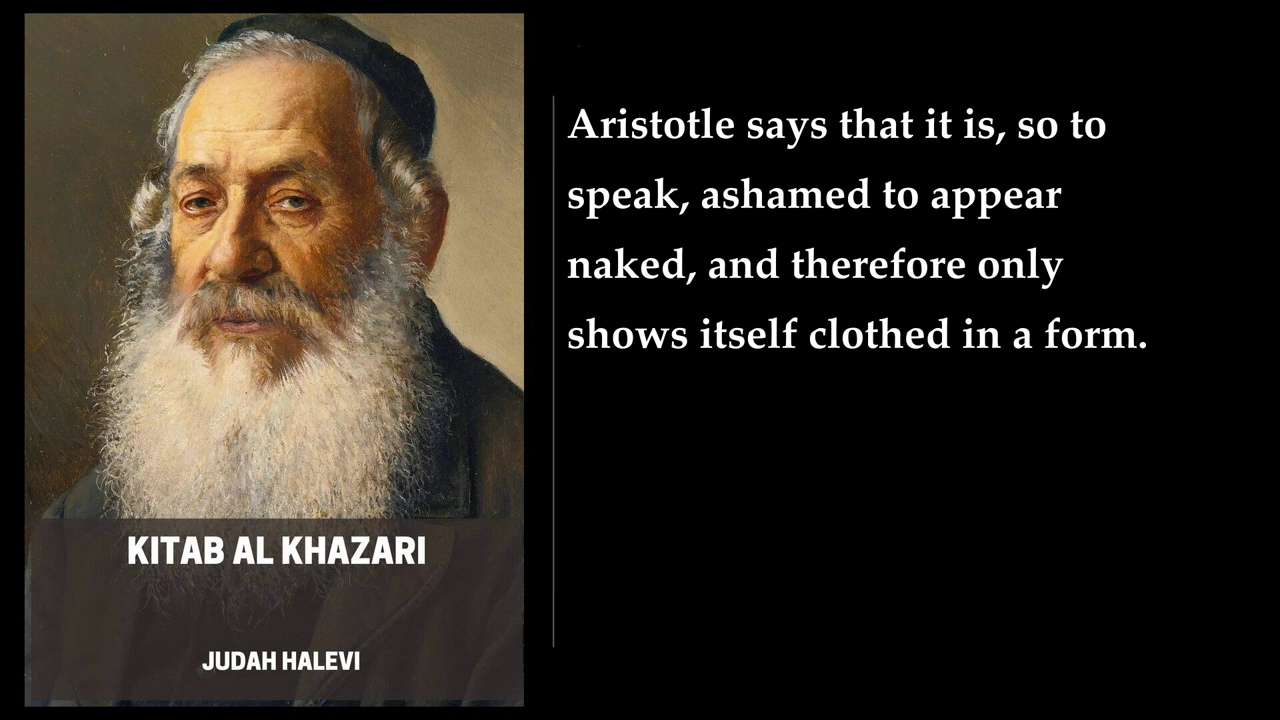 Aristotle says that it is, so to
speak, ashamed to appear
naked, and therefore only
shows itself clothed in a form.
KITAB AL KHAZARI
JUDAH HALEVI